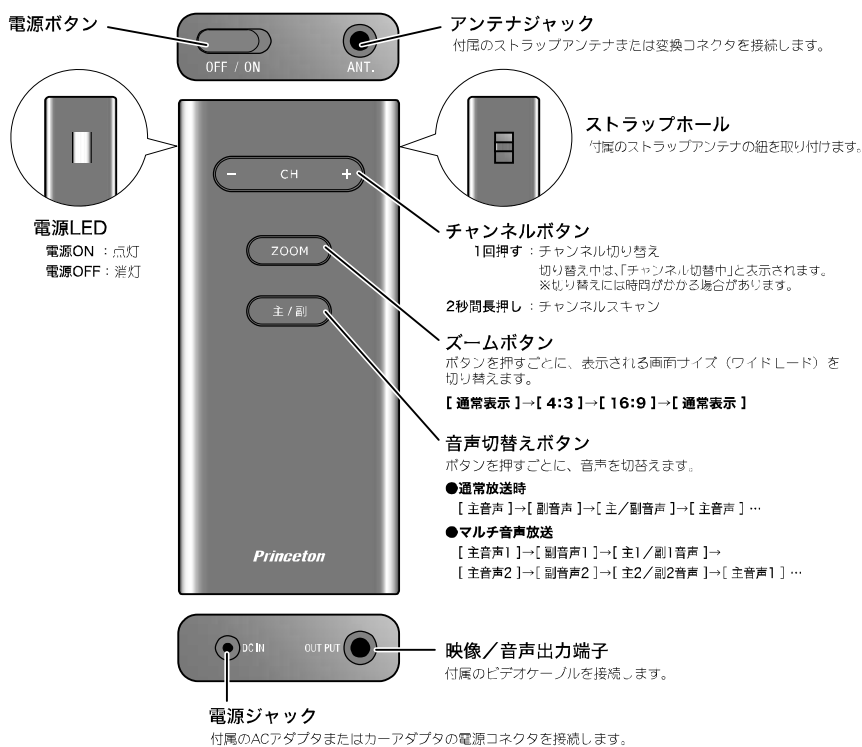 電源ボタン
OFF / ON
ANT.
アンテナジャック
付属のストラップアンテナまたは変換コネクタを接続します。
ストラップホール
付属のストラップアンテナの紐を取り付けます。
電源LED
電源ON ：点灯
電源OFF：消灯
− CH +
ZOOM
主 / 副
チャンネルボタン
1回押す：チャンネル切り替え
切り替え中は、「チャンネル切替中」と表示されます。
※切り替えには時間がかかる場合があります。
2秒間長押し：チャンネルスキャン
ズームボタン
ボタンを押すごとに、表示される画面サイズ（ワイドモード）を
切り替えます。
[ 通常表示 ]→[ 4:3 ]→[ 16:9 ]→[ 通常表示 ]
音声切替えボタン
ボタンを押すごとに、音声を切替えます。
●通常放送時
[ 主音声 ]→[ 副音声 ]→[ 主／副音声 ]→[ 主音声 ] …
●マルチ音声放送
[ 主音声1 ]→[ 副音声1 ]→[ 主1／副1音声 ]→
[ 主音声2 ]→[ 副音声2 ]→[ 主2／副2音声 ]→[ 主音声1 ] …
Princeton
DC IN
OUT PUT
映像／音声出力端子
付属のビデオケーブルを接続します。
電源ジャック
付属のACアダプタまたはカーアダプタの電源コネクタを接続します。